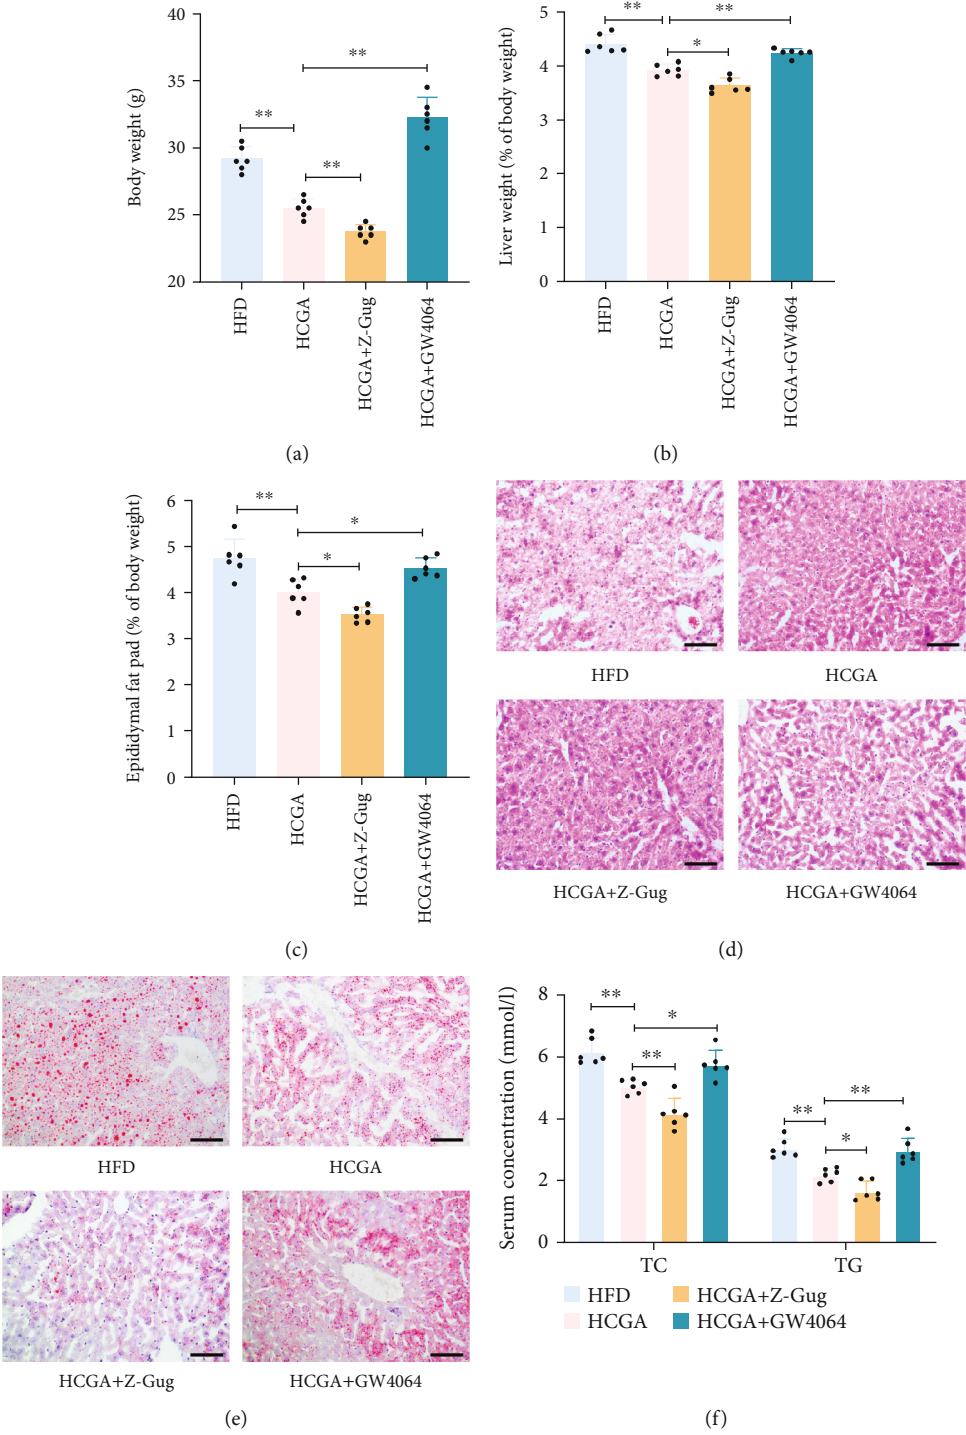 40
35
30
25
20
Body weight (g)
**
**
**
HFD
HCGA
HCGA+Z-Gug
HCGA+GW4064
(a)
5
4
3
2
1
0
Liver weight (% of body weight)
**
**
*
HFD
HCGA
HCGA+Z-Gug
HCGA+GW4064
(b)
6
5
4
3
2
1
0
Epididymal fat pad (% of body weight)
**
*
*
HFD
HCGA
HCGA+Z-Gug
HCGA+GW4064
(c)
HFD
HCGA
HCGA+Z-Gug
HCGA+GW4064
(d)
HFD
HCGA
HCGA+Z-Gug
HCGA+GW4064
(e)
8
6
4
2
0
Serum concentration (mmol/l)
**
*
**
**
**
*
TC
TG
HFD
HCGA
HCGA+Z-Gug
HCGA+GW4064
(f)